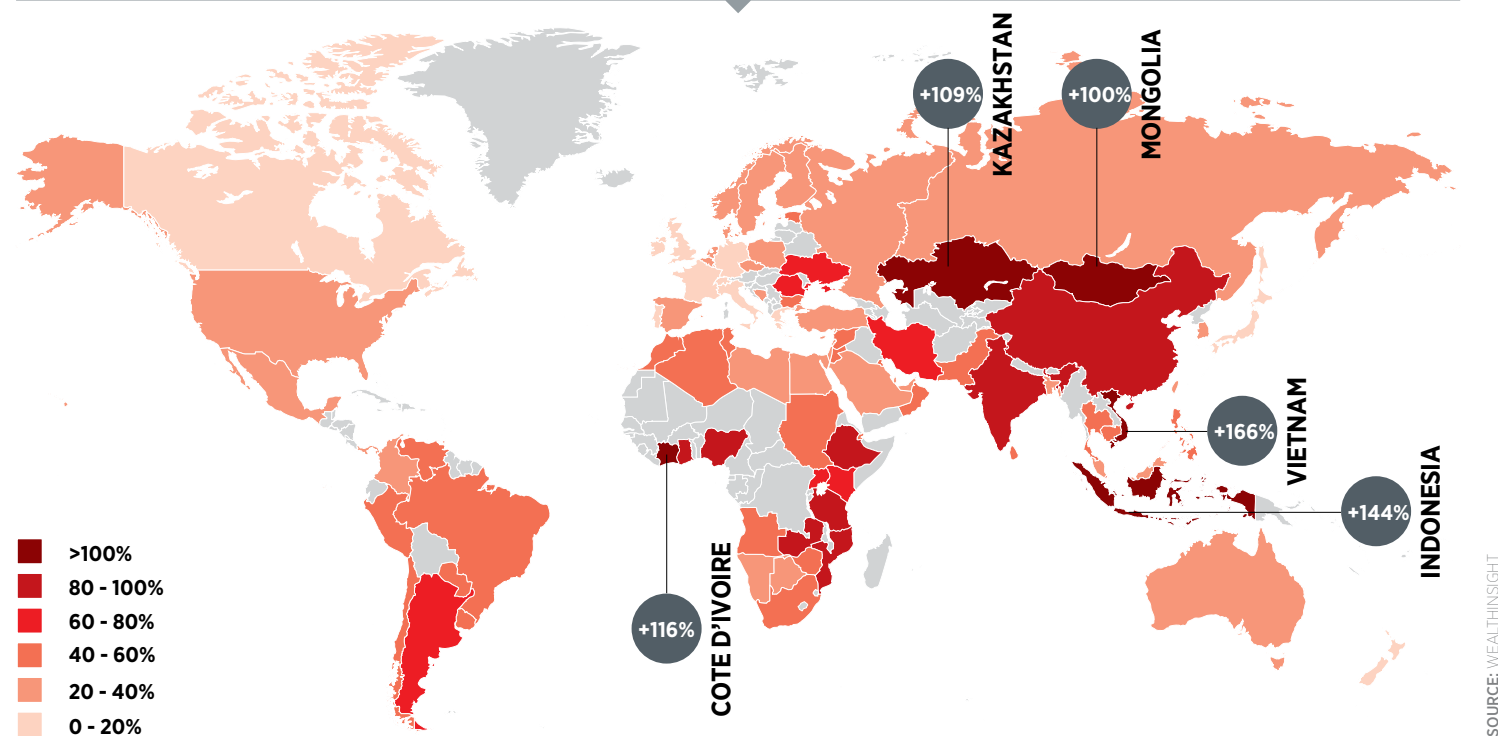 +109%
KAZAKHSTAN
+100%
MONGOLIA
+166%
VIETNAM
+144%
INDONESIA
+116%
COTE D'IVOIRE
>100%
80 - 100%
60 - 80%
40 - 60%
20 - 40%
0 - 20%
SOURCE: WEALTHINSIGHT